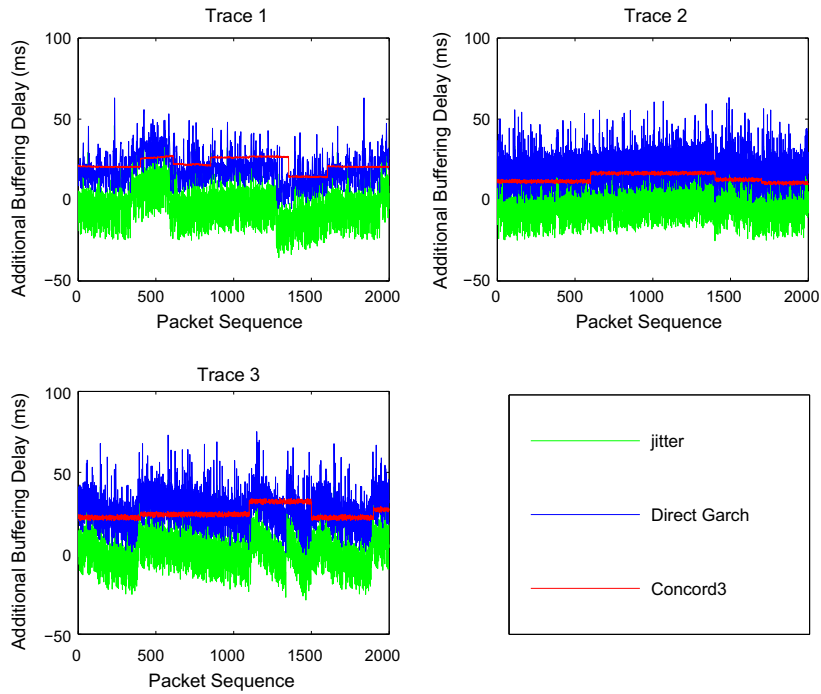 Trace 1
Additional Buffering Delay (ms)
100
50
0
−50
0 500 1000 1500 2000
Packet Sequence
Trace 2
Additional Buffering Delay (ms)
100
50
0
−50
0 500 1000 1500 2000
Packet Sequence
Trace 3
Additional Buffering Delay (ms)
100
50
0
−50
0 500 1000 1500 2000
Packet Sequence
jitter
Direct Garch
Concord3